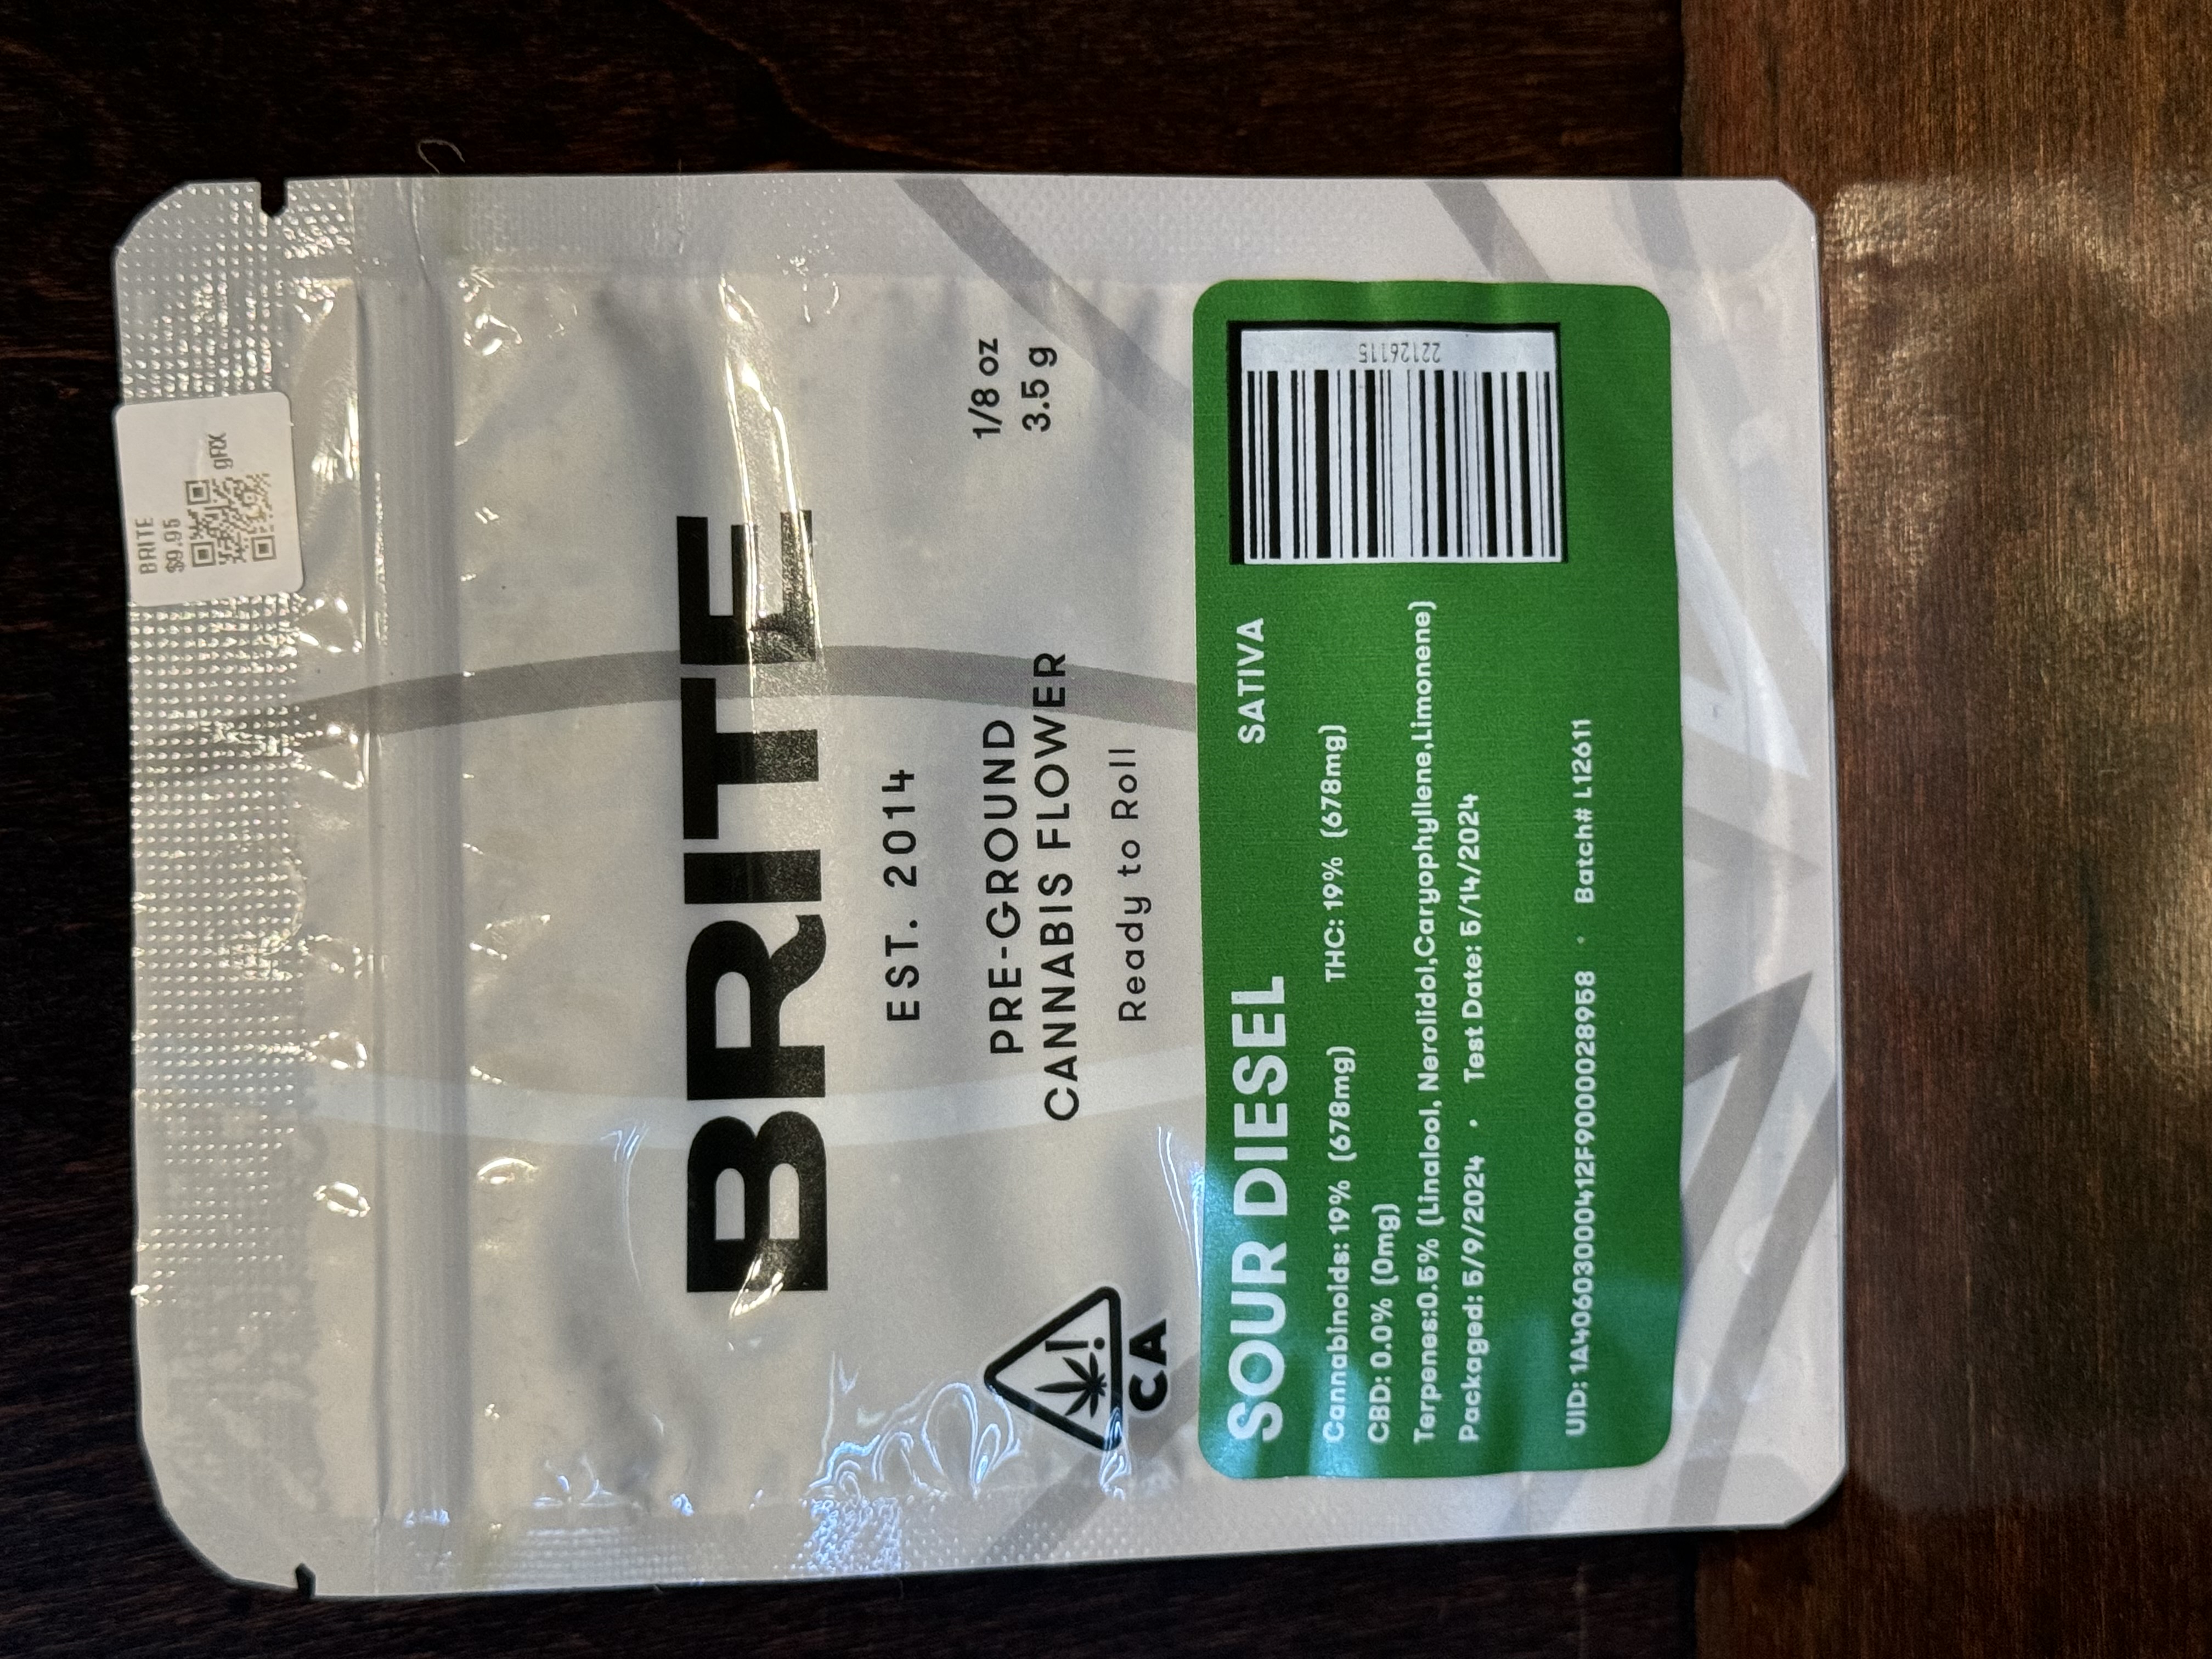 BRITE
$9.95
gRX
BRITE
EST. 2014
PRE-GROUND
CANNABIS FLOWER
Ready to Roll
1/8 oz
3.5 g
CA
SOUR DIESEL SATIVA
Cannabinoids: 19% (678mg) THC: 19% (678mg)
CBD: 0.0% (0mg)
Terpenes:0.5% (Linalool, Nerolidol,Caryophyllene,Limonene)
Packaged: 5/9/2024 • Test Date: 5/14/2024
UID: 1A40603000412F9000028958 • Batch# L12611
22126115